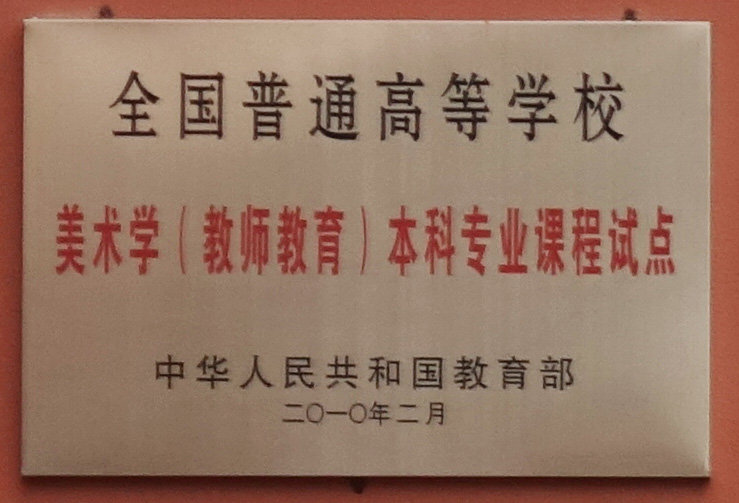 全国普通高等学校
美术学（教师教育）本科专业课程试点
中华人民共和国教育部
二〇一〇年二月